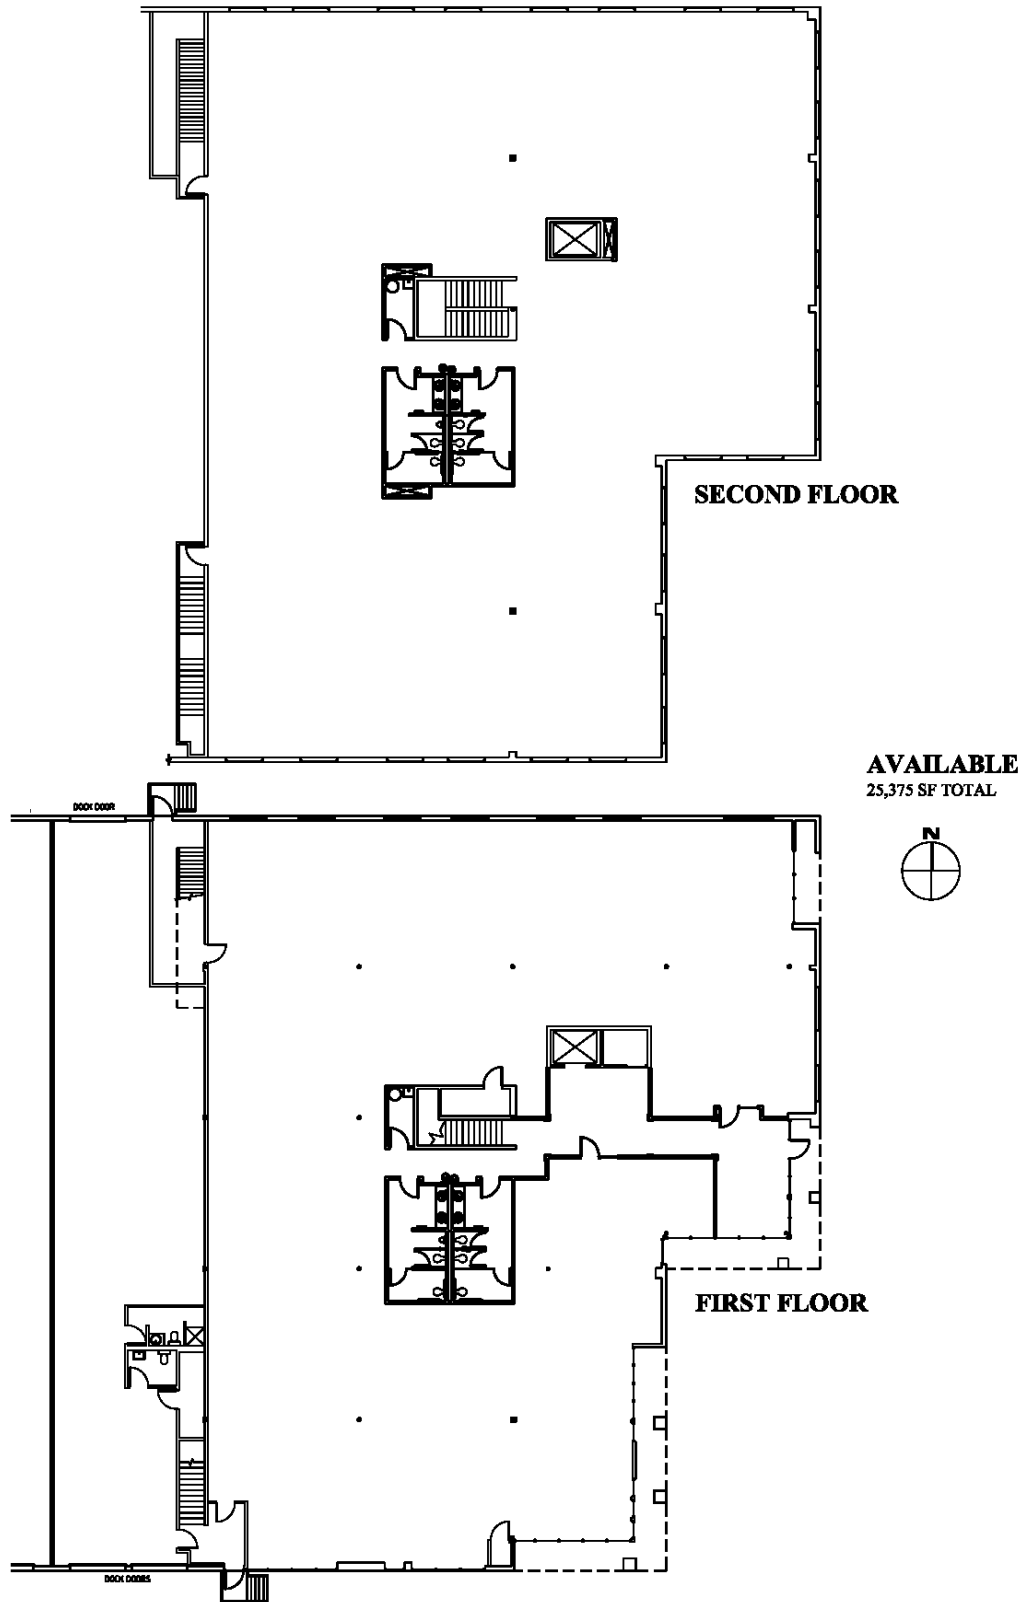 SECOND FLOOR
AVAILABLE
25,375 SF TOTAL
DOCK DOOR
N
FIRST FLOOR
DOCK DOORS